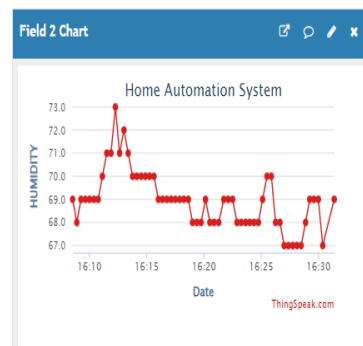 Field 2 Chart
Home Automation System
73.0
72.0
71.0
70.0
69.0
68.0
67.0
HUMIDITY
16:10 16:15 16:20 16:25 16:30
Date
ThingSpeak.com